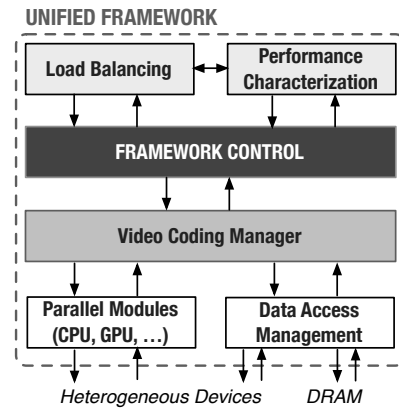 UNIFIED FRAMEWORK
Load Balancing
Performance
Characterization
FRAMEWORK CONTROL
Video Coding Manager
Parallel Modules
(CPU, GPU, ...)
Data Access
Management
Heterogeneous Devices
DRAM